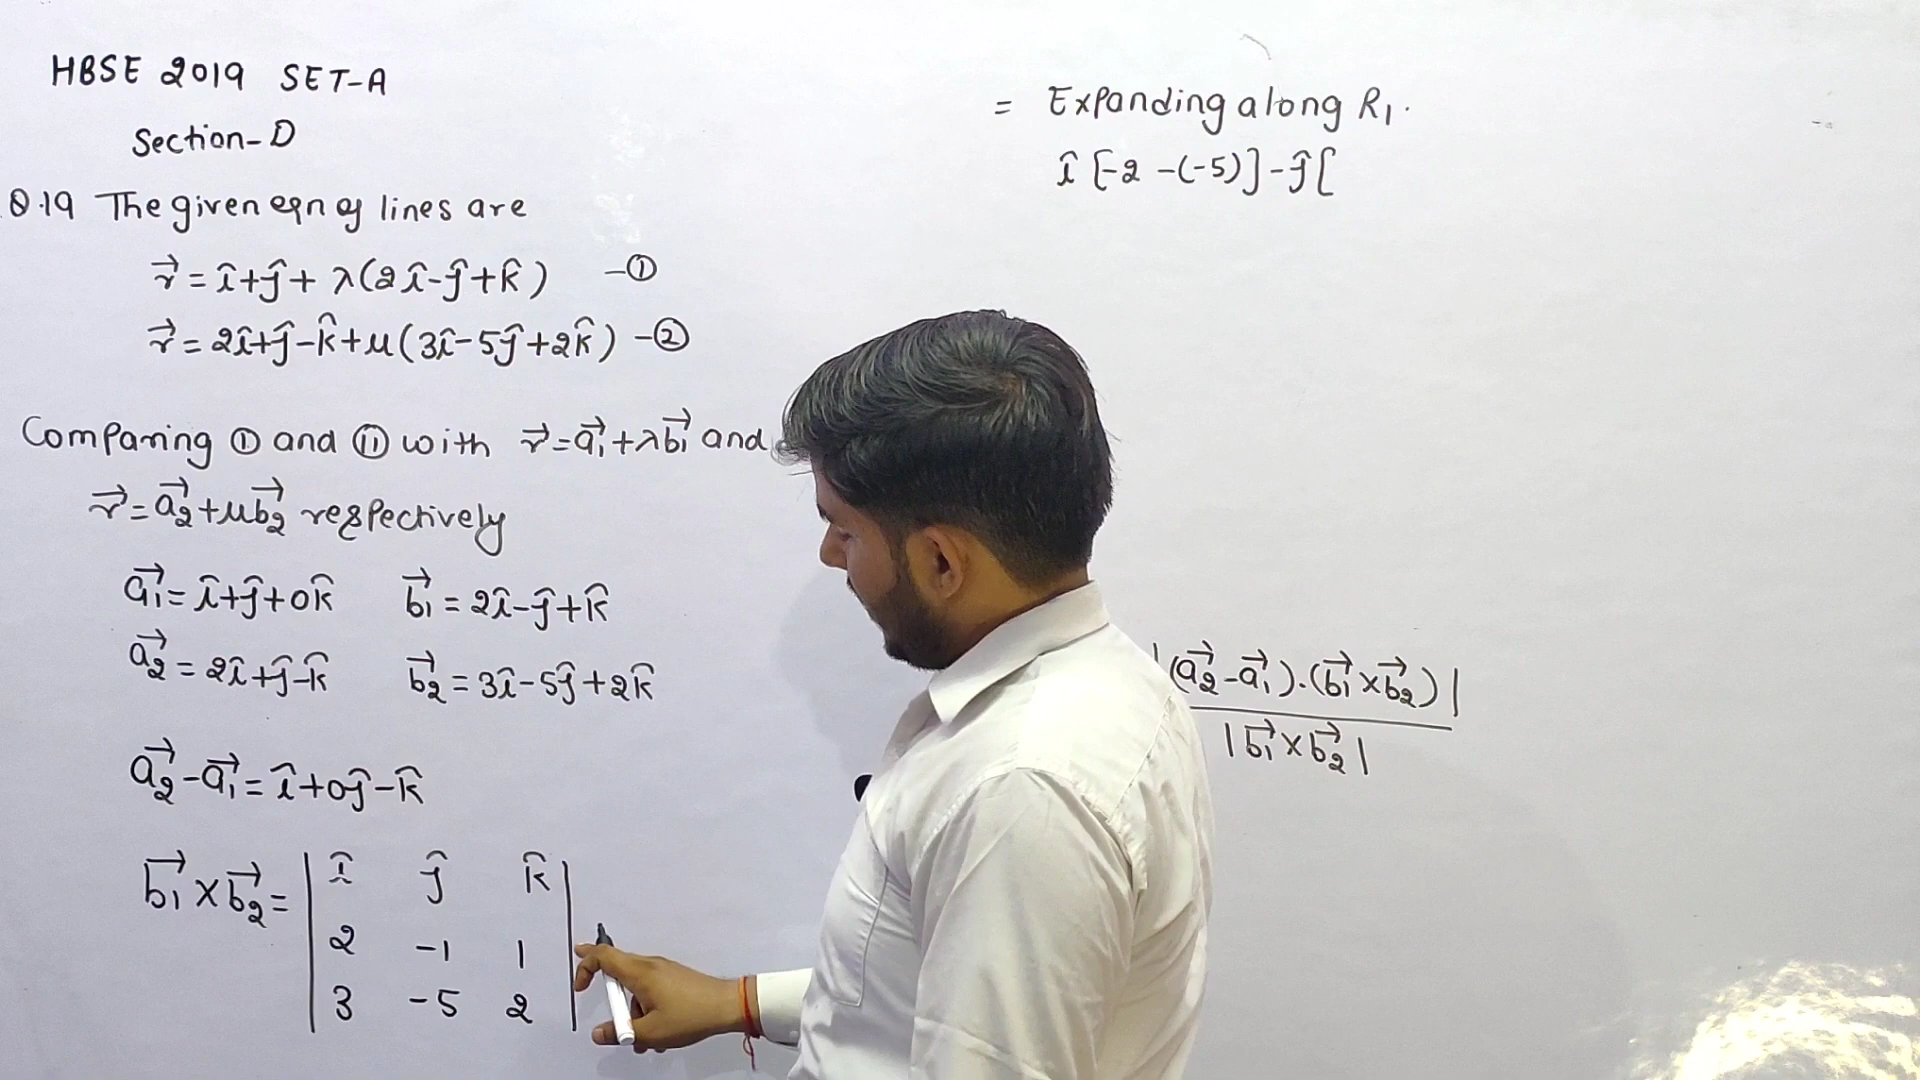 HBSE 2019 SET-A
Section-D
Q.19 The given eqn of lines are
r⃗ = î+ĵ+ λ(2î-ĵ+k̂) -①
r⃗ = 2î+ĵ-k̂+μ(3î-5ĵ+2k̂) -②
Comparing ① and ⑪ with r⃗=a⃗₁+λb⃗₁ and
r⃗=a⃗₂+μb⃗₂ respectively
a⃗₁=î+ĵ+0k̂ b⃗₁=2î-ĵ+k̂
a⃗₂=2î+ĵ-k̂ b⃗₂=3î-5ĵ+2k̂
a⃗₂-a⃗₁=î+0ĵ-k̂
b⃗₁×b⃗₂= | î ĵ k̂ |
2 -1 1
3 -5 2
= Expanding along R₁.
î[-2-(-5)]-ĵ[
|(a⃗₂-a⃗₁).(b⃗₁×b⃗₂)|
|b⃗₁×b⃗₂|